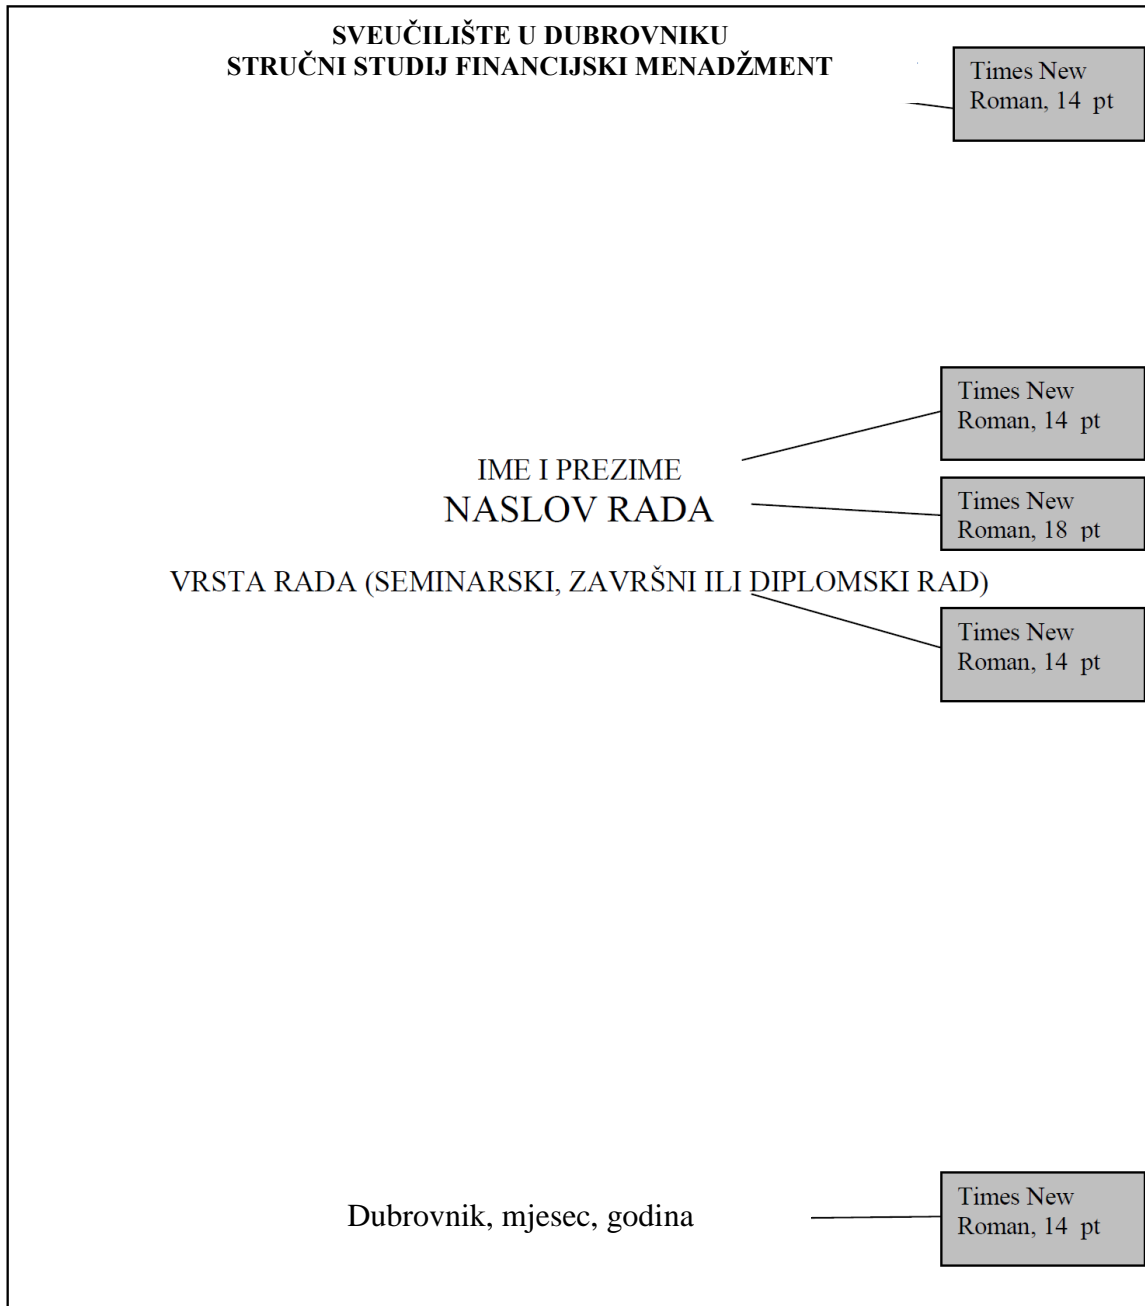 SVEUČILIŠTE U DUBROVNIKU
STRUČNI STUDIJ FINANCIJSKI MENADŽMENT
Times New
Roman, 14 pt
Times New
Roman, 14 pt
IME I PREZIME
NASLOV RADA
Times New
Roman, 18 pt
VRSTA RADA (SEMINARSKI, ZAVRŠNI ILI DIPLOMSKI RAD)
Times New
Roman, 14 pt
Dubrovnik, mjesec, godina
Times New
Roman, 14 pt